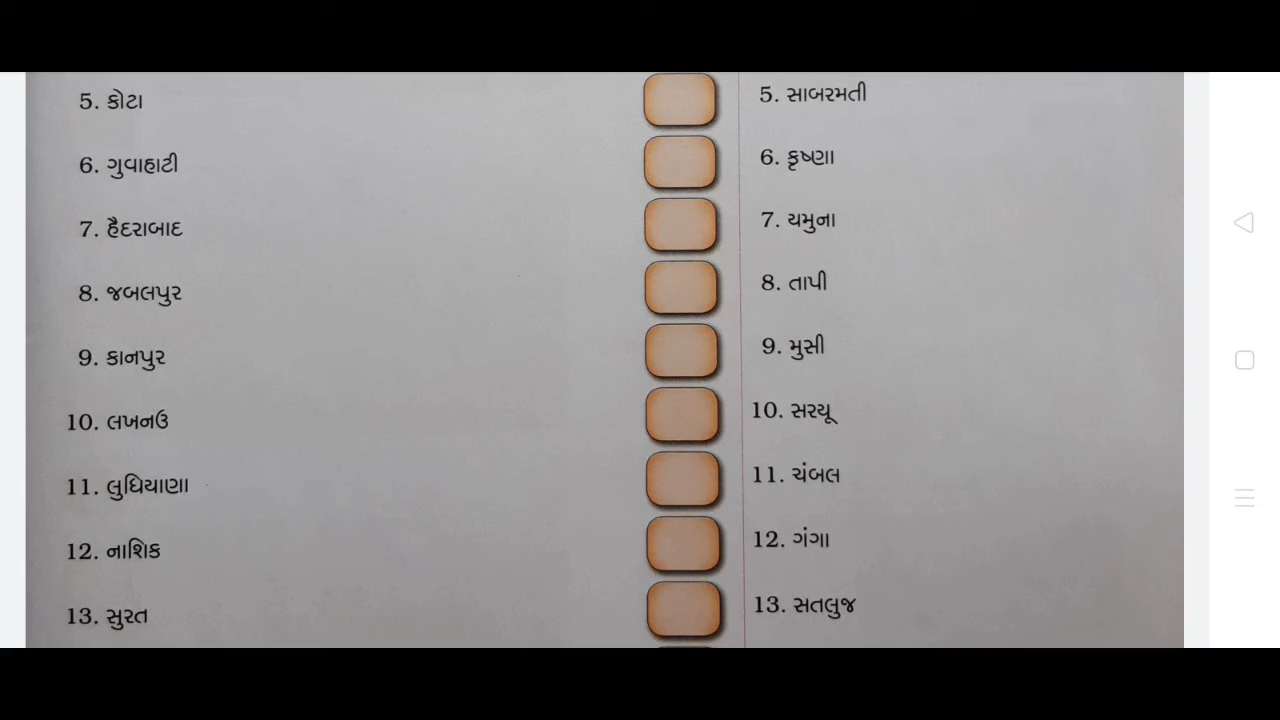 5. કોટા
5. સાબરમતી
6. ગુવાહાટી
6. કૃષ્ણા
7. હૈદરાબાદ
7. યમુના
8. જબલપુર
8. તાપી
9. કાનપુર
9. મુસી
10. લખનઉ
10. સરયૂ
11. લુધિયાણા
11. ચંબલ
12. નાશિક
12. ગંગા
13. સુરત
13. સતલુજ